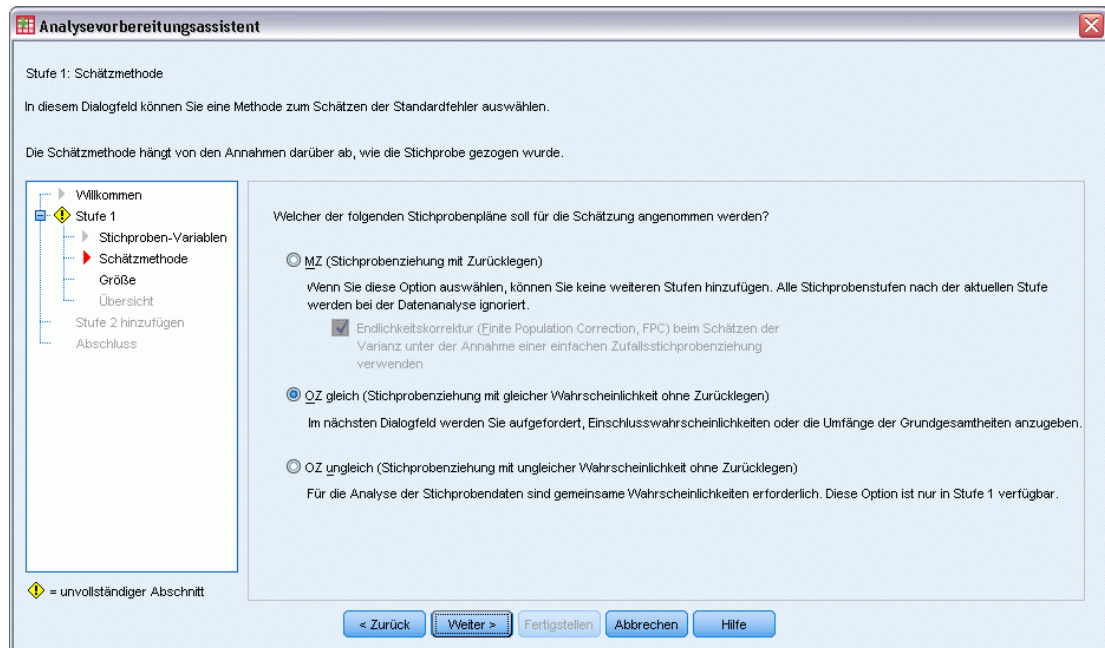 Analysevorbereitungsassistent
Stufe 1: Schätzmethode
In diesem Dialogfeld können Sie eine Methode zum Schätzen der Standardfehler auswählen.
Die Schätzmethode hängt von den Annahmen darüber ab, wie die Stichprobe gezogen wurde.
Willkommen
Stufe 1
Stichproben-Variablen
Schätzmethode
Größe
Übersicht
Stufe 2 hinzufügen
Abschluss
! = unvollständiger Abschnitt
Welcher der folgenden Stichprobenpläne soll für die Schätzung angenommen werden?
MZ (Stichprobenziehung mit Zurücklegen)
Wenn Sie diese Option auswählen, können Sie keine weiteren Stufen hinzufügen. Alle Stichprobenstufen nach der aktuellen Stufe
werden bei der Datenanalyse ignoriert.
Endlichkeitskorrektur (Finite Population Correction, FPC) beim Schätzen der
Varianz unter der Annahme einer einfachen Zufallsstichprobenziehung
verwenden
OZ gleich (Stichprobenziehung mit gleicher Wahrscheinlichkeit ohne Zurücklegen)
Im nächsten Dialogfeld werden Sie aufgefordert, Einschlusswahrscheinlichkeiten oder die Umfänge der Grundgesamtheiten anzugeben.
OZ ungleich (Stichprobenziehung mit ungleicher Wahrscheinlichkeit ohne Zurücklegen)
Für die Analyse der Stichprobendaten sind gemeinsame Wahrscheinlichkeiten erforderlich. Diese Option ist nur in Stufe 1 verfügbar.
< Zurück
Weiter >
Fertigstellen
Abbrechen
Hilfe